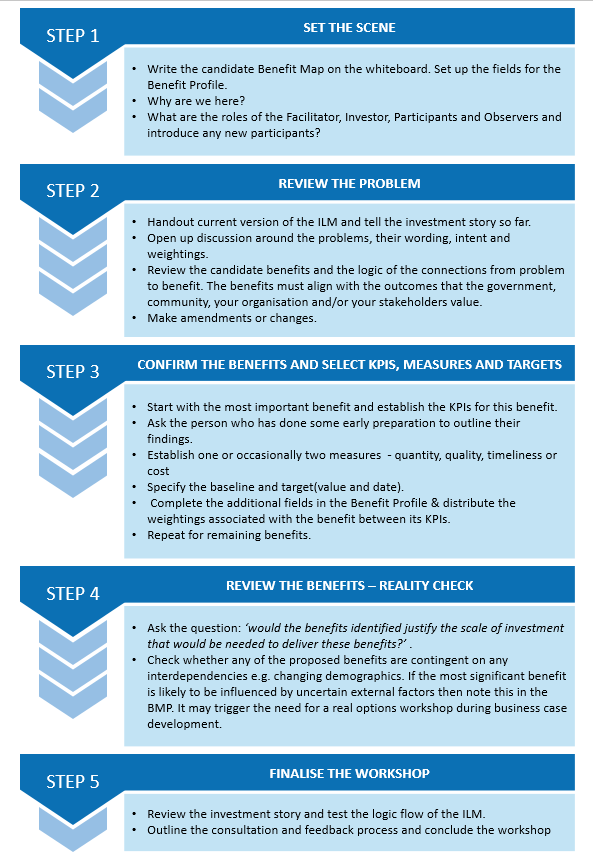 STEP 1
SET THE SCENE
• Write the candidate Benefit Map on the whiteboard. Set up the fields for the
Benefit Profile.
• Why are we here?
• What are the roles of the Facilitator, Investor, Participants and Observers and
introduce any new participants?
STEP 2
REVIEW THE PROBLEM
• Handout current version of the ILM and tell the investment story so far.
• Open up discussion around the problems, their wording, intent and
weightings.
• Review the candidate benefits and the logic of the connections from problem
to benefit. The benefits must align with the outcomes that the government,
community, your organisation and/or your stakeholders value.
• Make amendments or changes.
STEP 3
CONFIRM THE BENEFITS AND SELECT KPIS, MEASURES AND TARGETS
• Start with the most important benefit and establish the KPIs for this benefit.
• Ask the person who has done some early preparation to outline their
findings.
• Establish one or occasionally two measures - quantity, quality, timeliness or
cost
• Specify the baseline and target(value and date).
• Complete the additional fields in the Benefit Profile & distribute the
weightings associated with the benefit between its KPIs.
• Repeat for remaining benefits.
STEP 4
REVIEW THE BENEFITS – REALITY CHECK
• Ask the question: ‘would the benefits identified justify the scale of investment
that would be needed to deliver these benefits?’ .
• Check whether any of the proposed benefits are contingent on any
interdependencies e.g. changing demographics. If the most significant benefit
is likely to be influenced by uncertain external factors then note this in the
BMP. It may trigger the need for a real options workshop during business case
development.
STEP 5
FINALISE THE WORKSHOP
• Review the investment story and test the logic flow of the ILM.
• Outline the consultation and feedback process and conclude the workshop